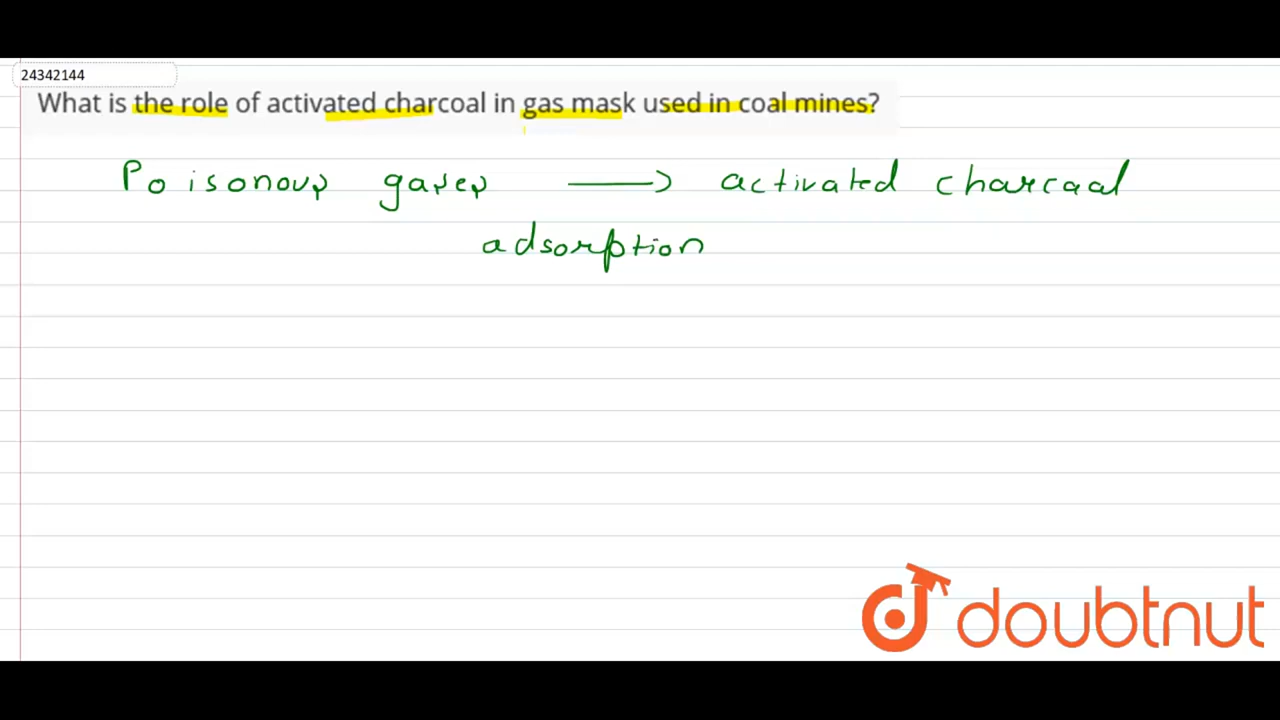 24342144
What is the role of activated charcoal in gas mask used in coal mines?
Poisonous gases → activated charcaal
adsorption
doubtnut